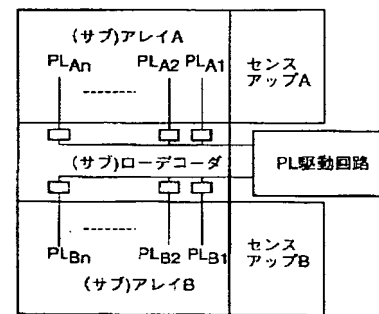 (サブ)アレイA
PLAn PLA2 PLA1
センス
アップA
(サブ)ローデコーダ
PL駆動回路
PLBn PLB2 PLB1
(サブ)アレイB
センス
アップB